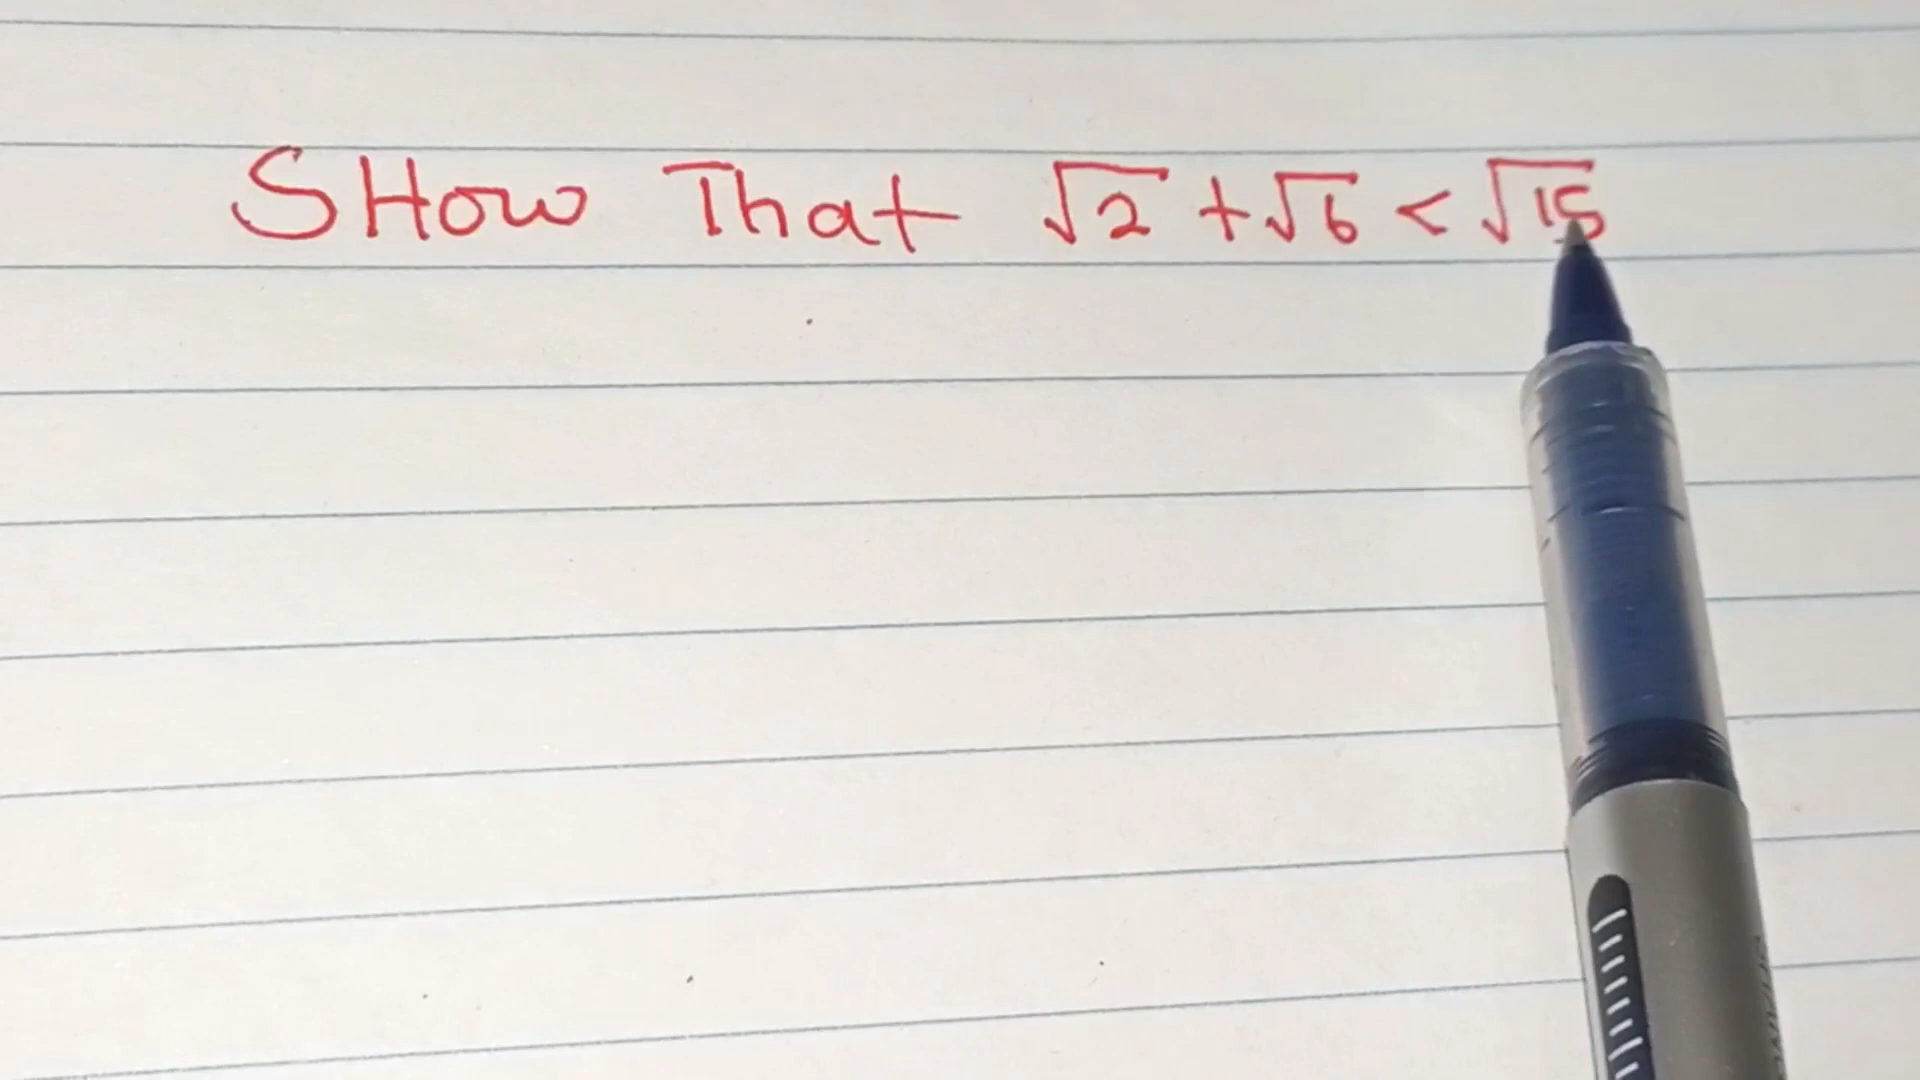 SHow That √2 + √6 < √15